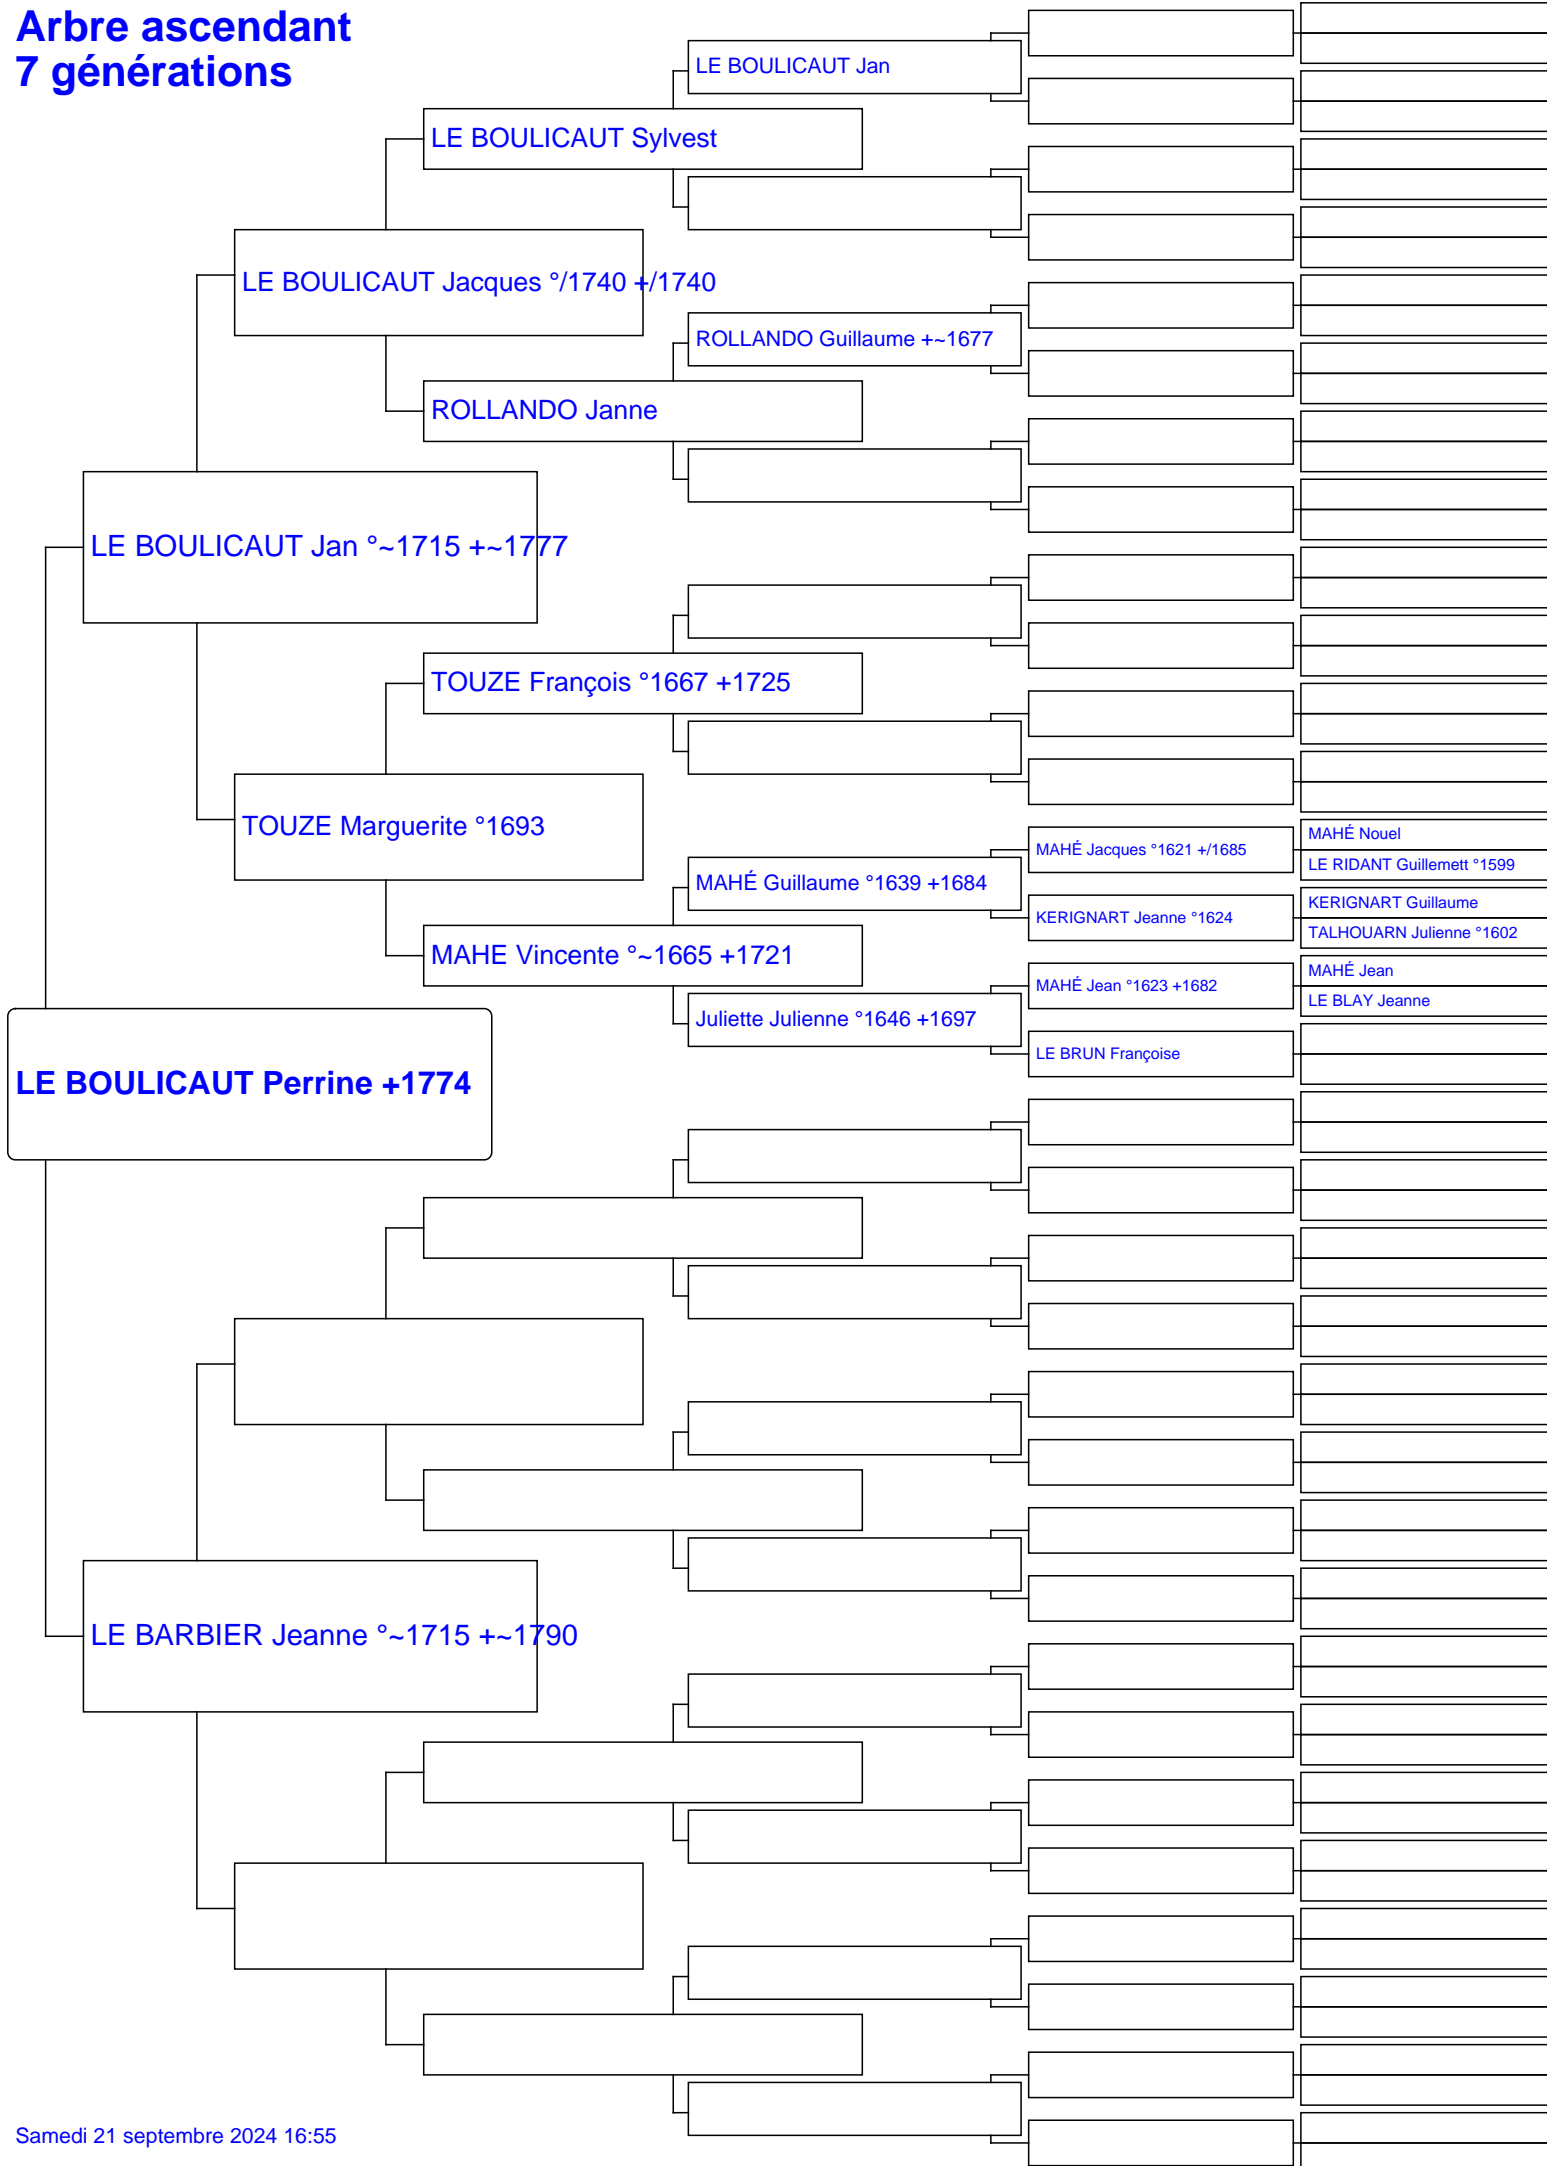 Arbre ascendant
7 générations
LE BOULICAUT Jan
LE BOULICAUT Sylvest
LE BOULICAUT Jacques °/1740 +/1740
ROLLANDO Guillaume +~1677
ROLLANDO Janne
LE BOULICAUT Jan °~1715 +~1777
TOUZE François °1667 +1725
TOUZE Marguerite °1693
MAHÉ Nouel
MAHÉ Jacques °1621 +/1685
LE RIDANT Guillemett °1599
MAHÉ Guillaume °1639 +1684
KERIGNART Guillaume
KERIGNART Jeanne °1624
TALHOUARN Julienne °1602
MAHE Vincente °~1665 +1721
MAHÉ Jean
MAHÉ Jean °1623 +1682
LE BLAY Jeanne
Juliette Julienne °1646 +1697
LE BRUN Françoise
LE BOULICAUT Perrine +1774
LE BARBIER Jeanne °~1715 +~1790
Samedi 21 septembre 2024 16:55